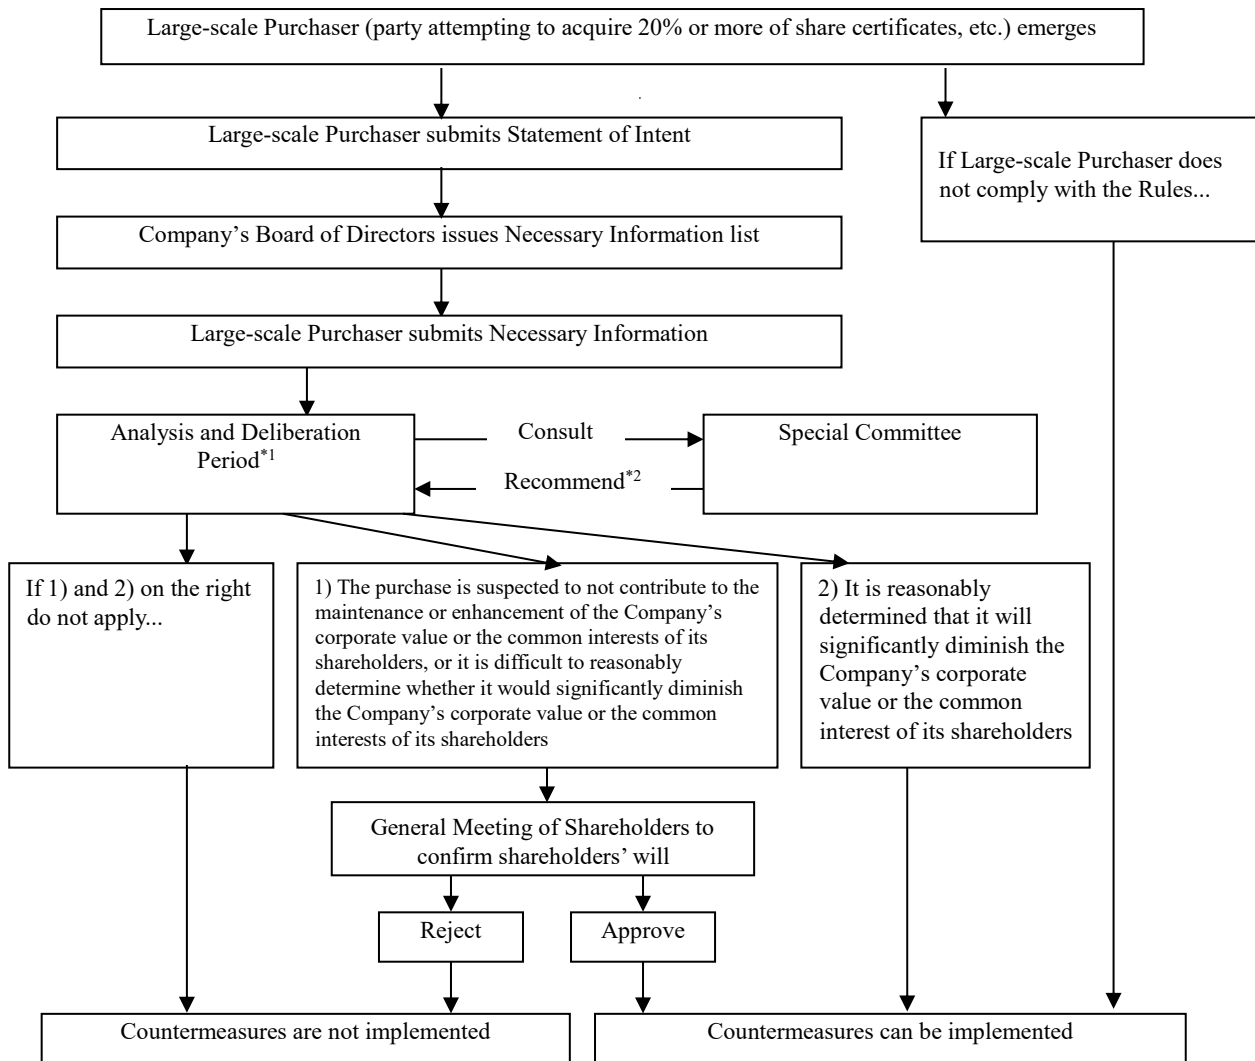 Large-scale Purchaser (party attempting to acquire 20% or more of share certificates, etc.) emerges
Large-scale Purchaser submits Statement of Intent
If Large-scale Purchaser does
not comply with the Rules...
Company’s Board of Directors issues Necessary Information list
Large-scale Purchaser submits Necessary Information
Analysis and Deliberation
Period*1
Consult
Recommend*2
Special Committee
If 1) and 2) on the right
do not apply...
1) The purchase is suspected to not contribute to the
maintenance or enhancement of the Company’s
corporate value or the common interests of its
shareholders, or it is difficult to reasonably
determine whether it would significantly diminish
the Company’s corporate value or the common
interests of its shareholders
2) It is reasonably
determined that it will
significantly diminish the
Company’s corporate
value or the common
interest of its shareholders
General Meeting of Shareholders to
confirm shareholders’ will
Reject
Approve
Countermeasures are not implemented
Countermeasures can be implemented